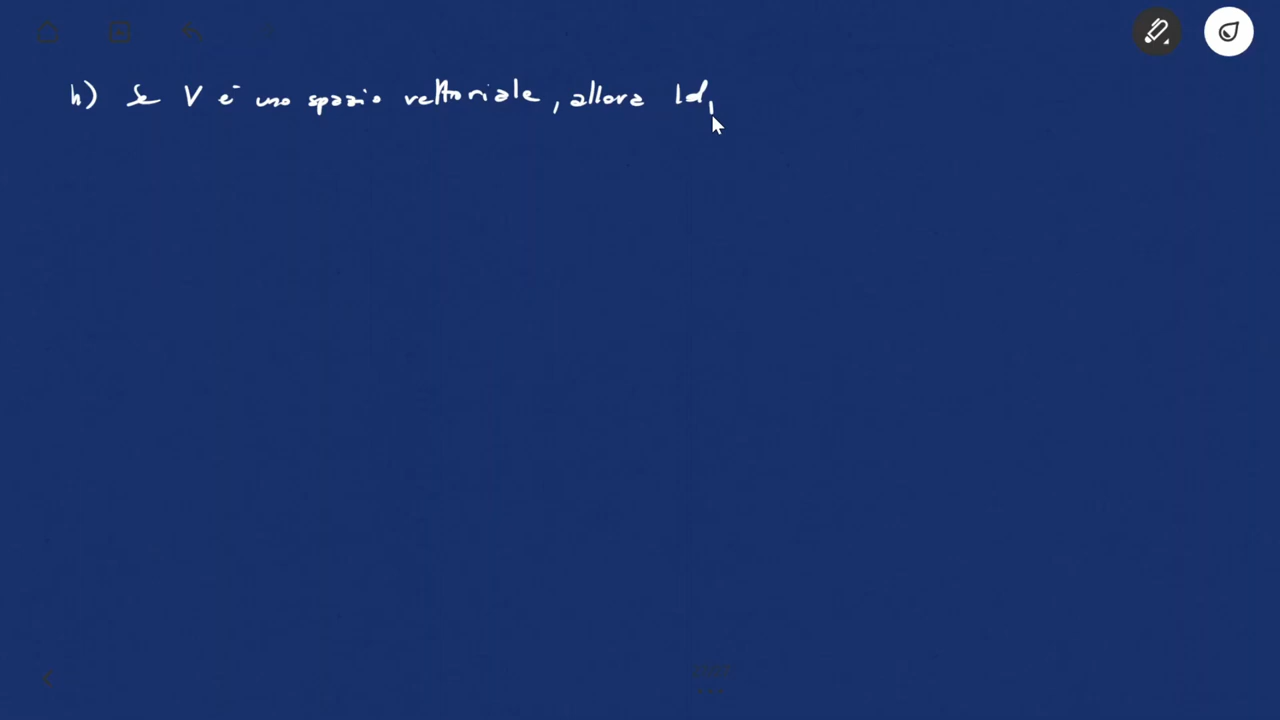 h) Se V è uno spazio vettoriale, allora Id